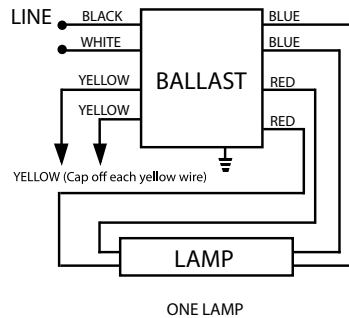 LINE
BLACK
WHITE
YELLOW
YELLOW
BALLAST
BLUE
BLUE
RED
RED
YELLOW (Cap off each yellow wire)
LAMP
ONE LAMP